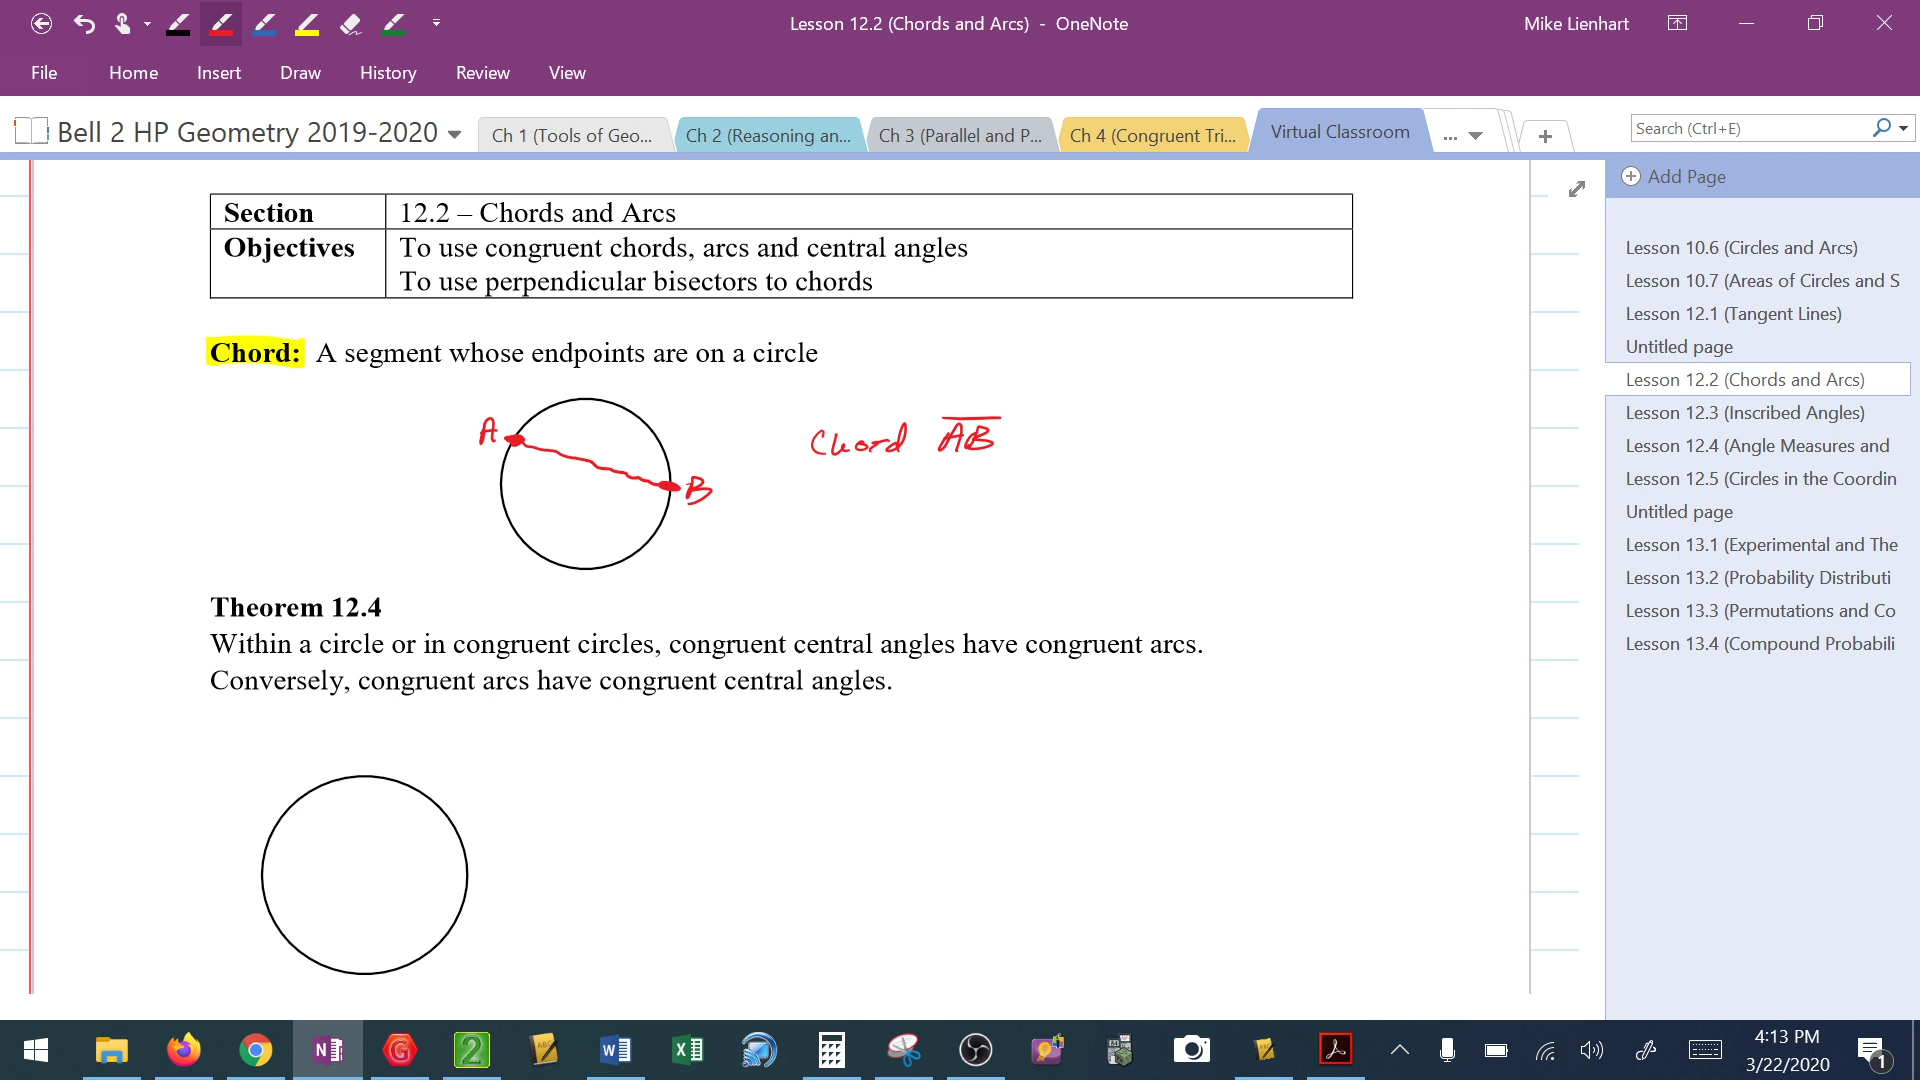 Lesson 12.2 (Chords and Arcs) - OneNote
Mike Lienhart
File Home Insert Draw History Review View
Bell 2 HP Geometry 2019-2020
Ch 1 (Tools of Geo...
Ch 2 (Reasoning an...
Ch 3 (Parallel and P...
Ch 4 (Congruent Tri...
Virtual Classroom
...
Search (Ctrl+E)
Add Page
Section 12.2 – Chords and Arcs
Objectives To use congruent chords, arcs and central angles
To use perpendicular bisectors to chords
Chord: A segment whose endpoints are on a circle
A
B
Chord AB
Theorem 12.4
Within a circle or in congruent circles, congruent central angles have congruent arcs.
Conversely, congruent arcs have congruent central angles.
Lesson 10.6 (Circles and Arcs)
Lesson 10.7 (Areas of Circles and S
Lesson 12.1 (Tangent Lines)
Untitled page
Lesson 12.2 (Chords and Arcs)
Lesson 12.3 (Inscribed Angles)
Lesson 12.4 (Angle Measures and
Lesson 12.5 (Circles in the Coordin
Untitled page
Lesson 13.1 (Experimental and The
Lesson 13.2 (Probability Distributi
Lesson 13.3 (Permutations and Co
Lesson 13.4 (Compound Probabili
4:13 PM
3/22/2020
1